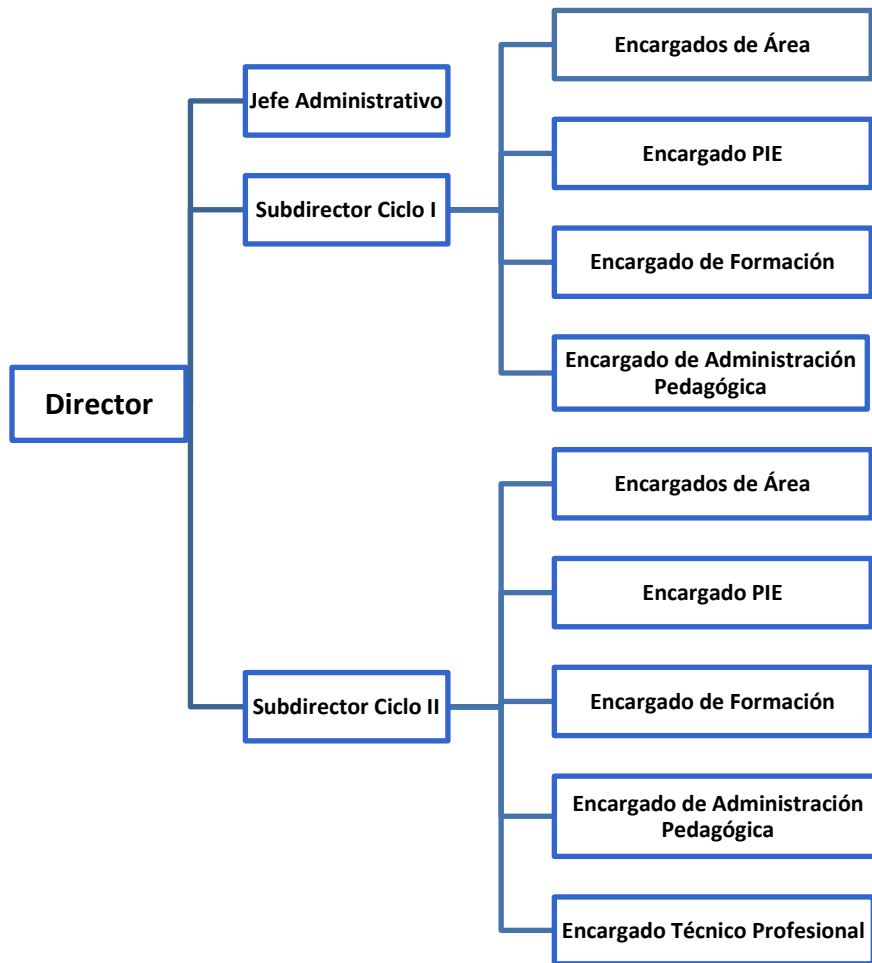 Encargados de Área
Jefe Administrativo
Encargado PIE
Subdirector Ciclo I
Encargado de Formación
Encargado de Administración
Pedagógica
Director
Encargados de Área
Encargado PIE
Subdirector Ciclo II
Encargado de Formación
Encargado de Administración
Pedagógica
Encargado Técnico Profesional